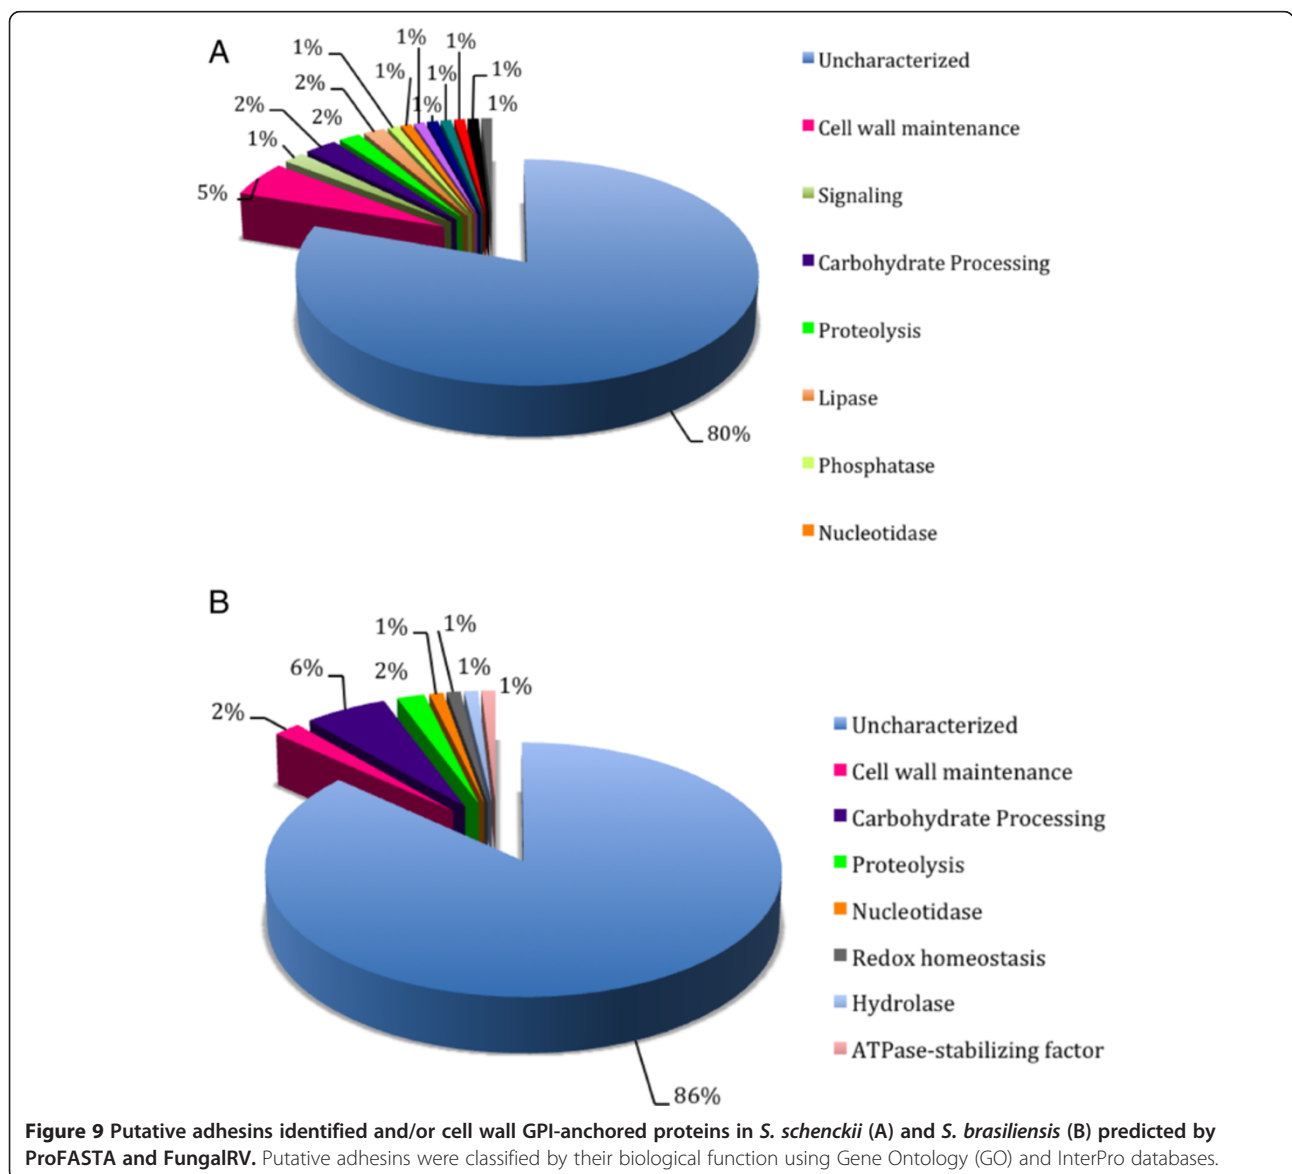 A
1%
1%
1%
1%
1%
1%
2%
1%
1%
2%
2%
1%
5%
80%
Uncharacterized
Cell wall maintenance
Signaling
Carbohydrate Processing
Proteolysis
Lipase
Phosphatase
Nucleotidase
B
1%
1%
6%
2%
1%
1%
2%
86%
Uncharacterized
Cell wall maintenance
Carbohydrate Processing
Proteolysis
Nucleotidase
Redox homeostasis
Hydrolase
ATPase-stabilizing factor
Figure 9 Putative adhesins identified and/or cell wall GPI-anchored proteins in S. schenckii (A) and S. brasiliensis (B) predicted by
ProFASTA and FungalRV. Putative adhesins were classified by their biological function using Gene Ontology (GO) and InterPro databases.